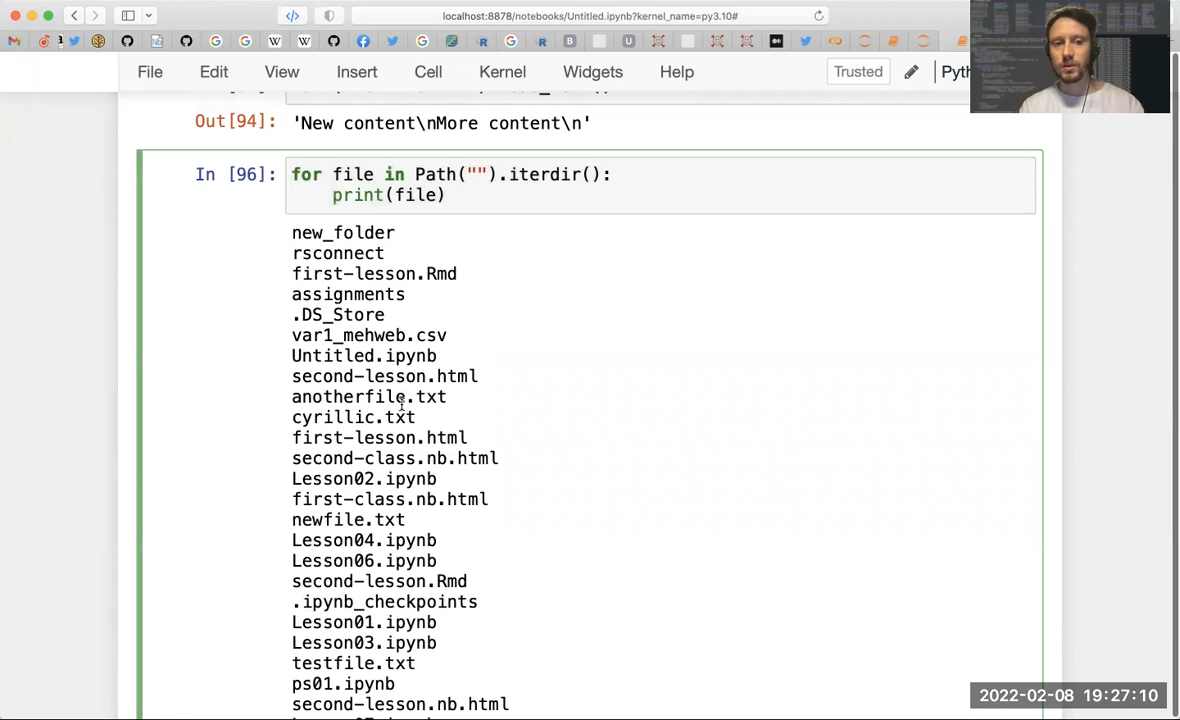 localhost:8878/notebooks/Untitled.ipynb?kernel_name=py3.10#
File Edit View Insert Cell Kernel Widgets Help Trusted
Out[94]: 'New content\nMore content\n'
In [96]: for file in Path("").iterdir():
print(file)
new_folder
rsconnect
first-lesson.Rmd
assignments
.DS_Store
var1_mehweb.csv
Untitled.ipynb
second-lesson.html
anotherfile.txt
cyrillic.txt
first-lesson.html
second-class.nb.html
Lesson02.ipynb
first-class.nb.html
newfile.txt
Lesson04.ipynb
Lesson06.ipynb
second-lesson.Rmd
.ipynb_checkpoints
Lesson01.ipynb
Lesson03.ipynb
testfile.txt
ps01.ipynb
second-lesson.nb.html
2022-02-08 19:27:10